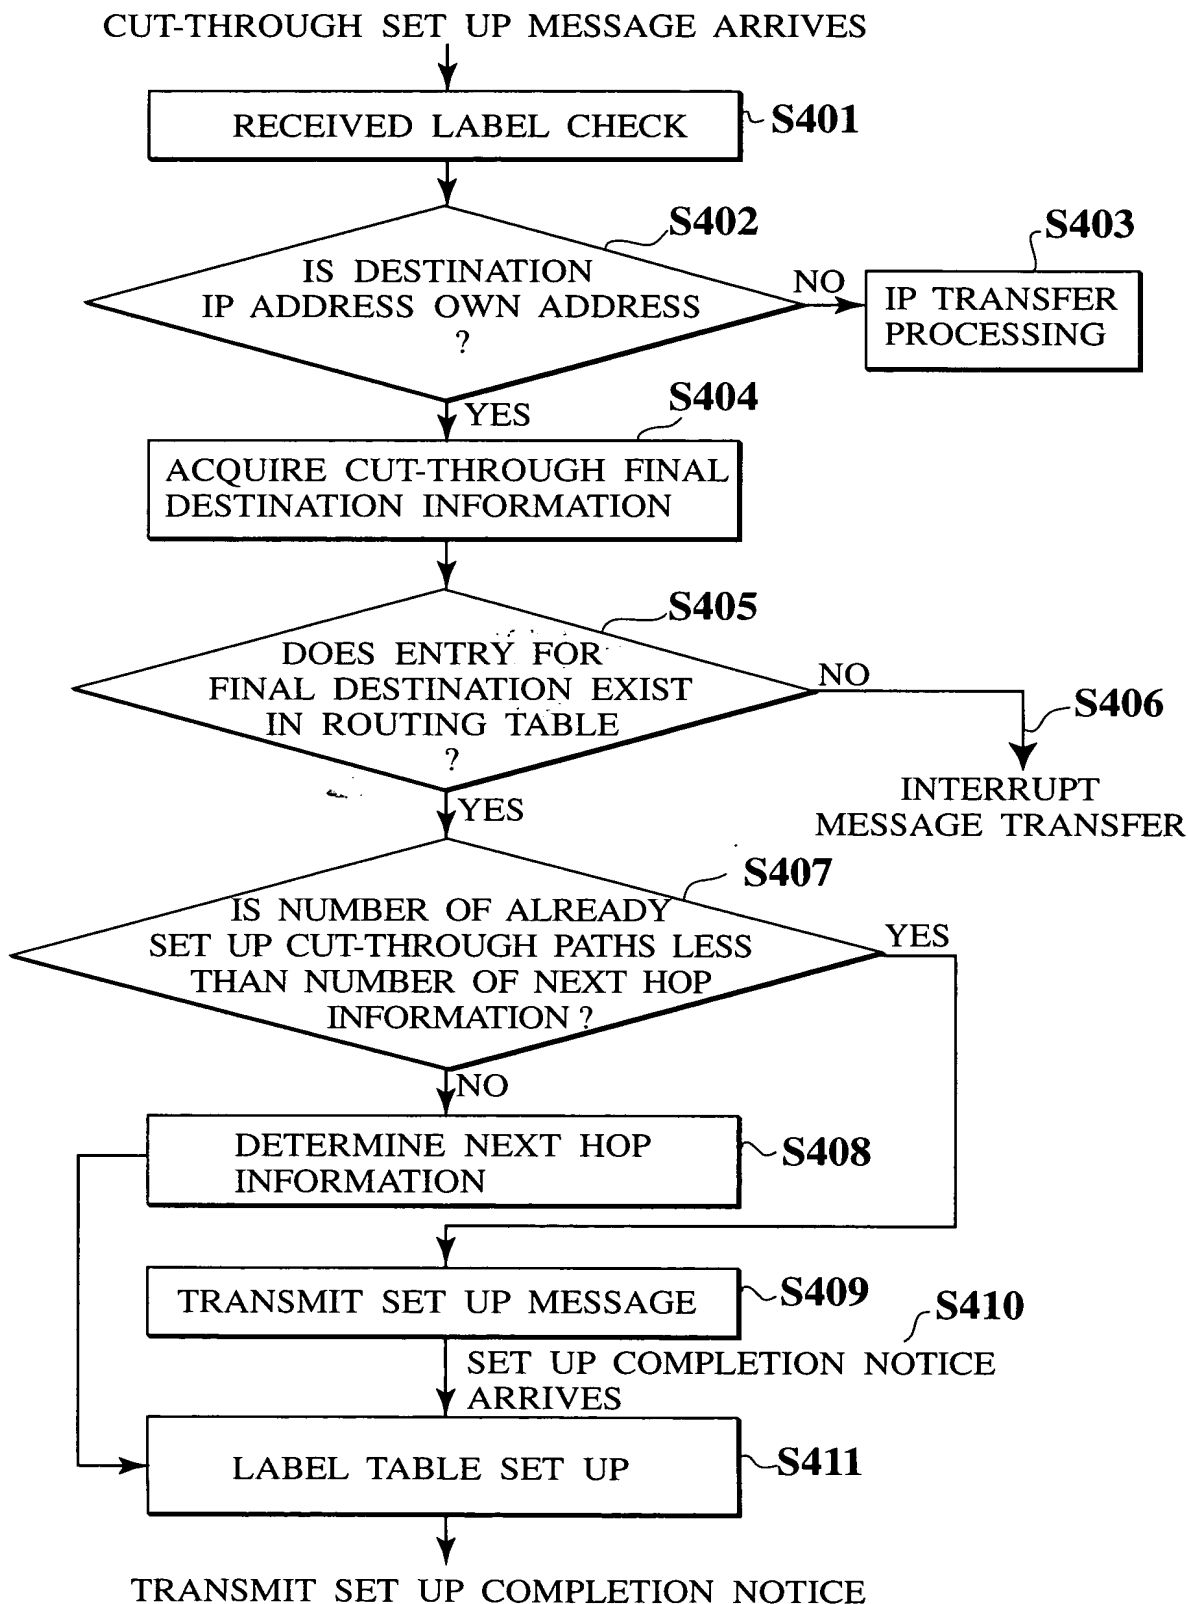 CUT-THROUGH SET UP MESSAGE ARRIVES
RECEIVED LABEL CHECK
S401
S402
IS DESTINATION
IP ADDRESS OWN ADDRESS
?
NO
S403
IP TRANSFER
PROCESSING
YES
S404
ACQUIRE CUT-THROUGH FINAL
DESTINATION INFORMATION
S405
DOES ENTRY FOR
FINAL DESTINATION EXIST
IN ROUTING TABLE
?
NO
S406
INTERRUPT
MESSAGE TRANSFER
YES
S407
IS NUMBER OF ALREADY
SET UP CUT-THROUGH PATHS LESS
THAN NUMBER OF NEXT HOP
INFORMATION ?
YES
NO
DETERMINE NEXT HOP
INFORMATION
S408
TRANSMIT SET UP MESSAGE
S409
S410
SET UP COMPLETION NOTICE
ARRIVES
LABEL TABLE SET UP
S411
TRANSMIT SET UP COMPLETION NOTICE